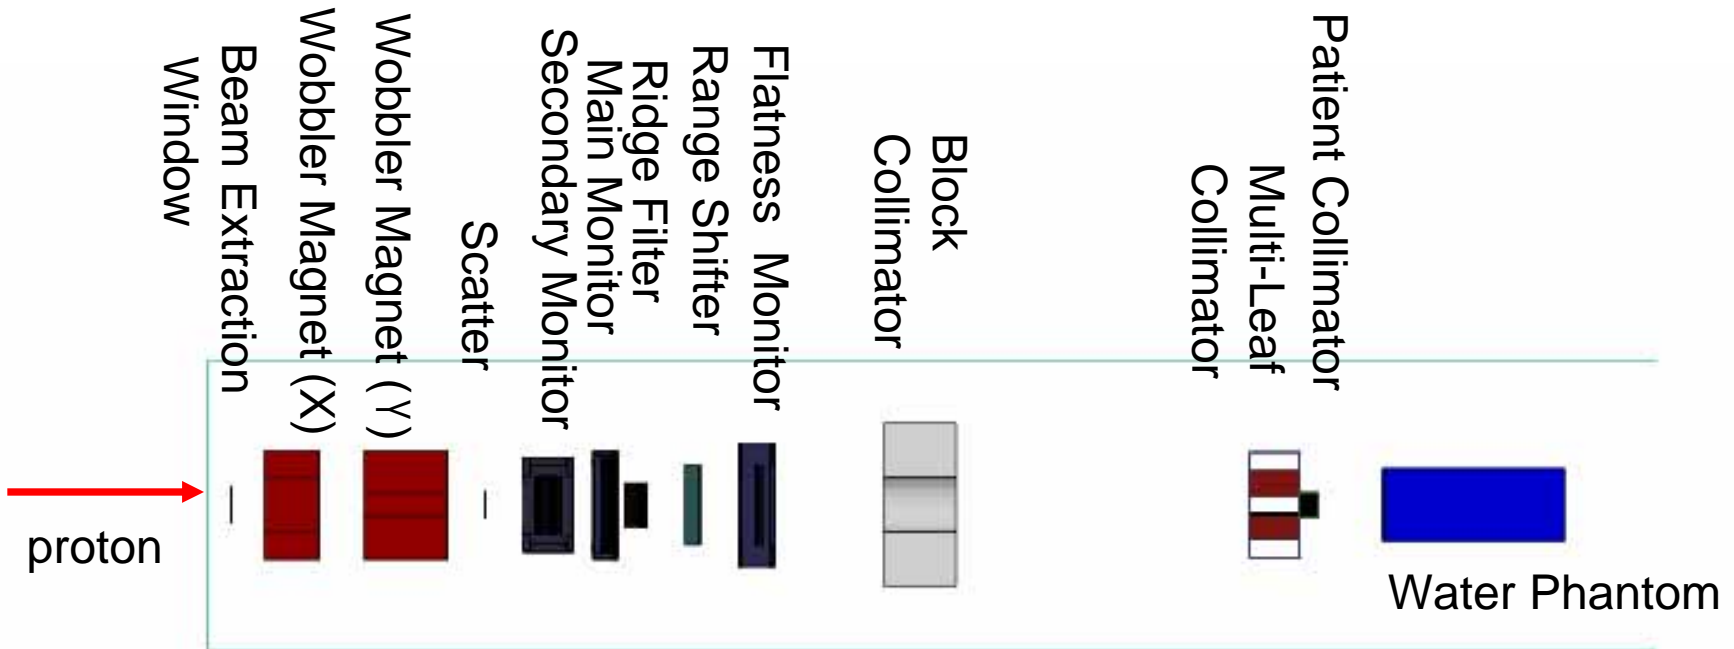 Beam Extraction
Window
Wobbler Magnet (X)
Wobbler Magnet (Y)
Scatter
Secondary Monitor
Main Monitor
Ridge Filter
Range Shifter
Flatness Monitor
Block
Collimator
Multi-Leaf
Collimator
Patient Collimator
proton
Water Phantom